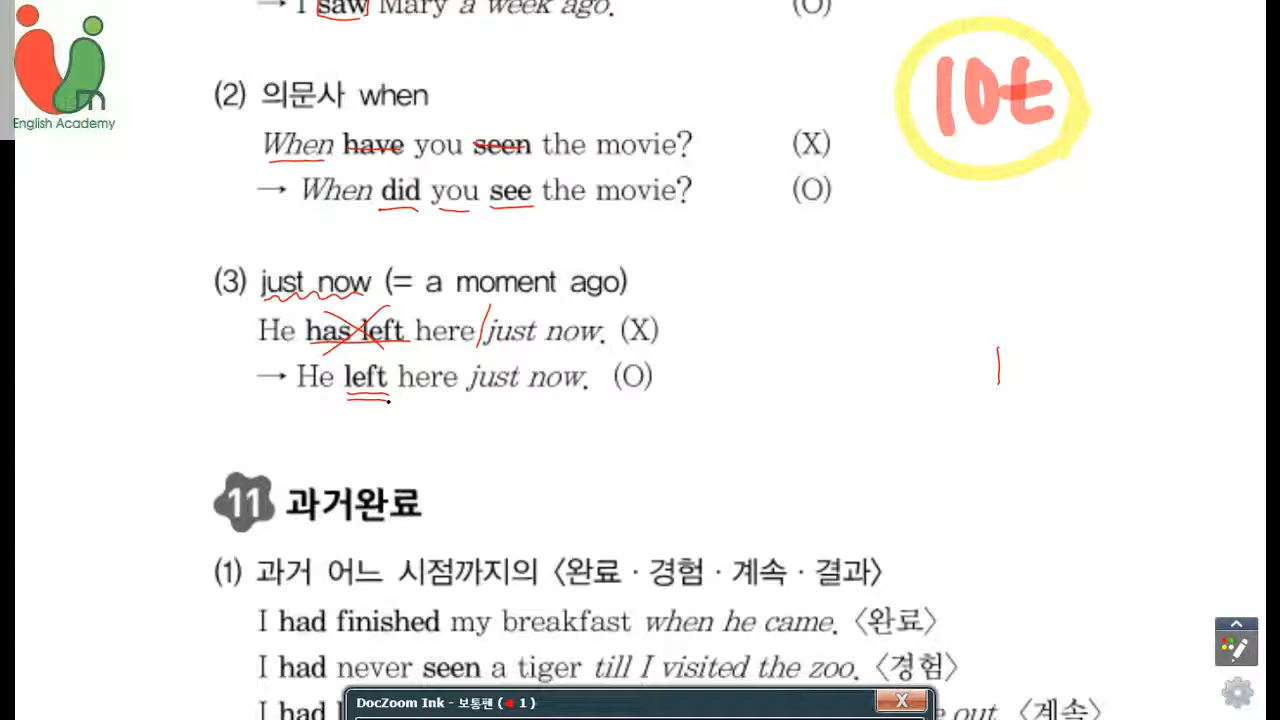 → I saw Mary a week ago. (O)
English Academy
10t
(2) 의문사 when
When have you seen the movie? (X)
→ When did you see the movie? (O)
(3) just now (= a moment ago)
He has left here just now. (X)
→ He left here just now. (O)
11 과거완료
(1) 과거 어느 시점까지의 〈완료 · 경험 · 계속 · 결과〉
I had finished my breakfast when he came. 〈완료〉
I had never seen a tiger till I visited the zoo. 〈경험〉
I had out. 〈계속〉
DocZoom Ink - 보통펜 ( 1 )
X